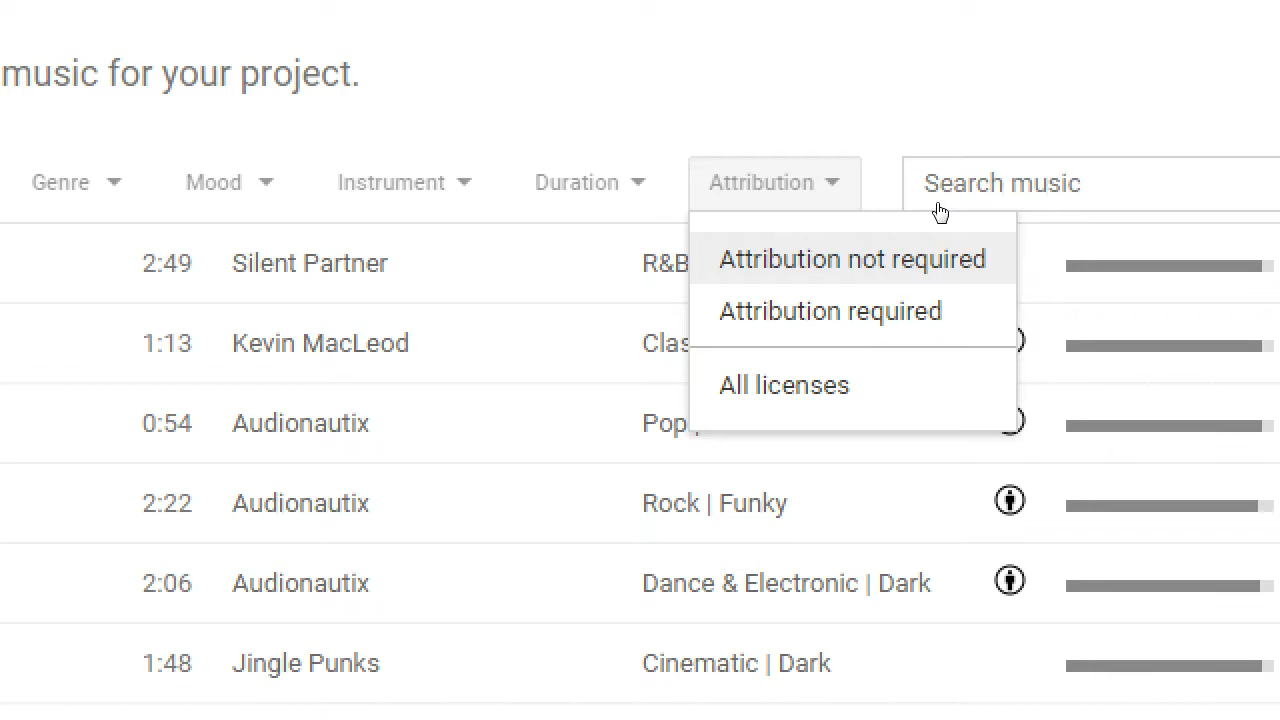 music for your project.
Genre Mood Instrument Duration Attribution Search music
2:49 Silent Partner R&B
Attribution not required
Attribution required
1:13 Kevin MacLeod
All licenses
0:54 Audionautix Pop
2:22 Audionautix Rock | Funky
2:06 Audionautix Dance & Electronic | Dark
1:48 Jingle Punks Cinematic | Dark